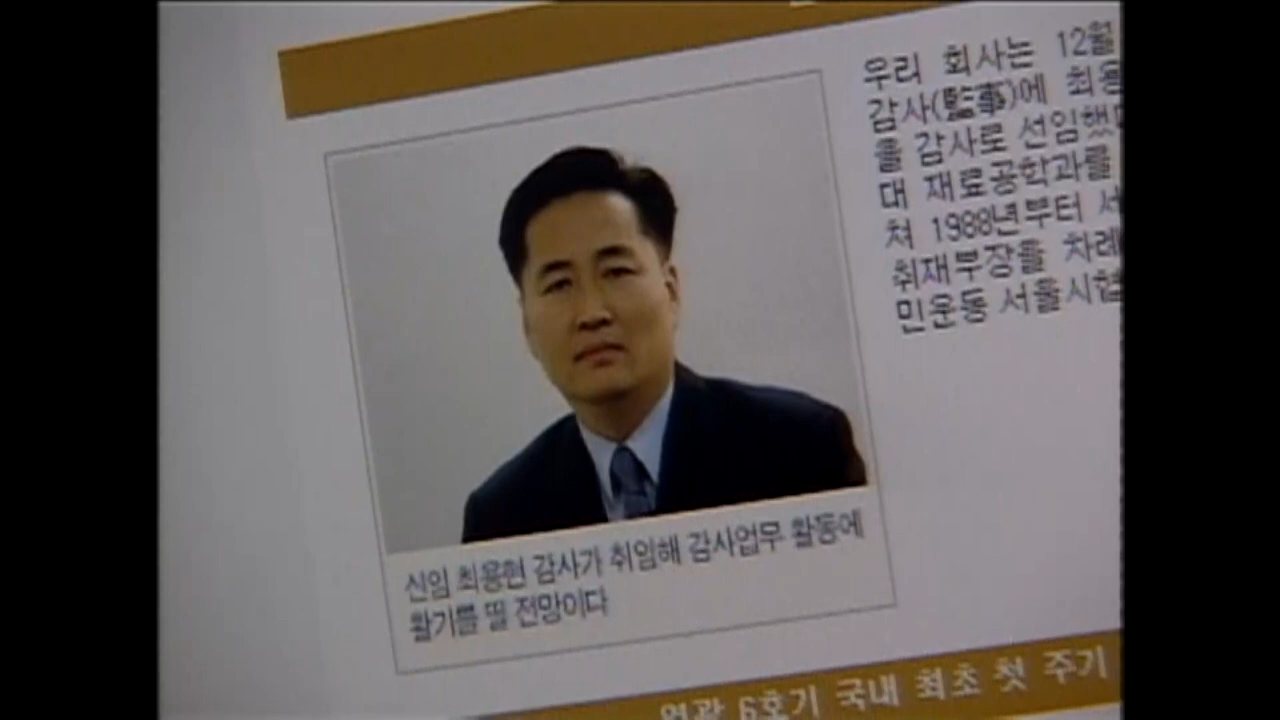 우리 회사는 12월
감사(監事)에 최용
을 감사로 선임했다
대 재료공학과를
쳐 1988년부터 서
취재부장을 차례
민운동 서울시협
신임 최용현 감사가 취임해 감사업무 활동에
활기를 띨 전망이다
영광 6호기 국내 최초 첫 주기